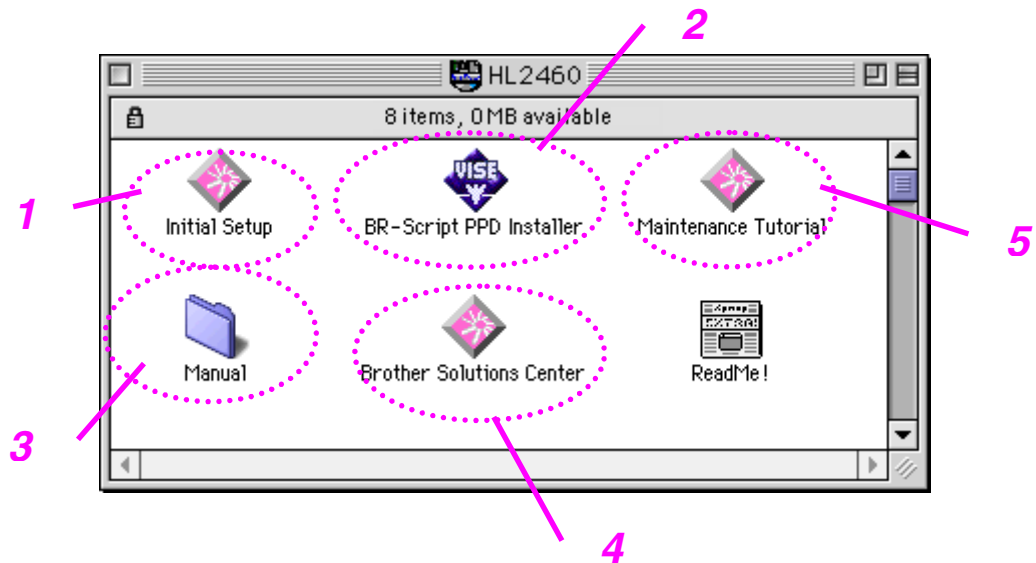 2
HL2460
8 items, 0 MB available
VISE
1
Initial Setup
BR-Script PPD Installer
Maintenance Tutorial
5
Manual
Brother Solutions Center
ReadMe!
3
4